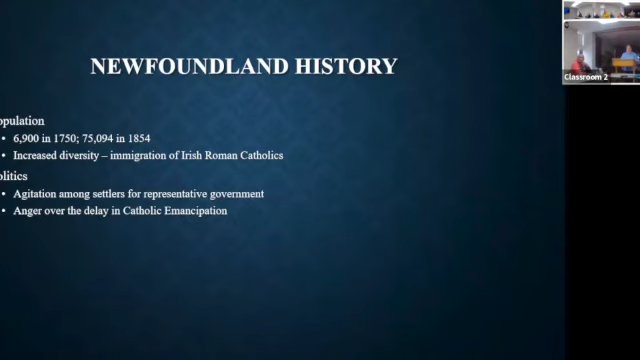 NEWFOUNDLAND HISTORY
opulation
• 6,900 in 1750; 75,094 in 1854
• Increased diversity – immigration of Irish Roman Catholics
olitics
• Agitation among settlers for representative government
• Anger over the delay in Catholic Emancipation
Classroom 2